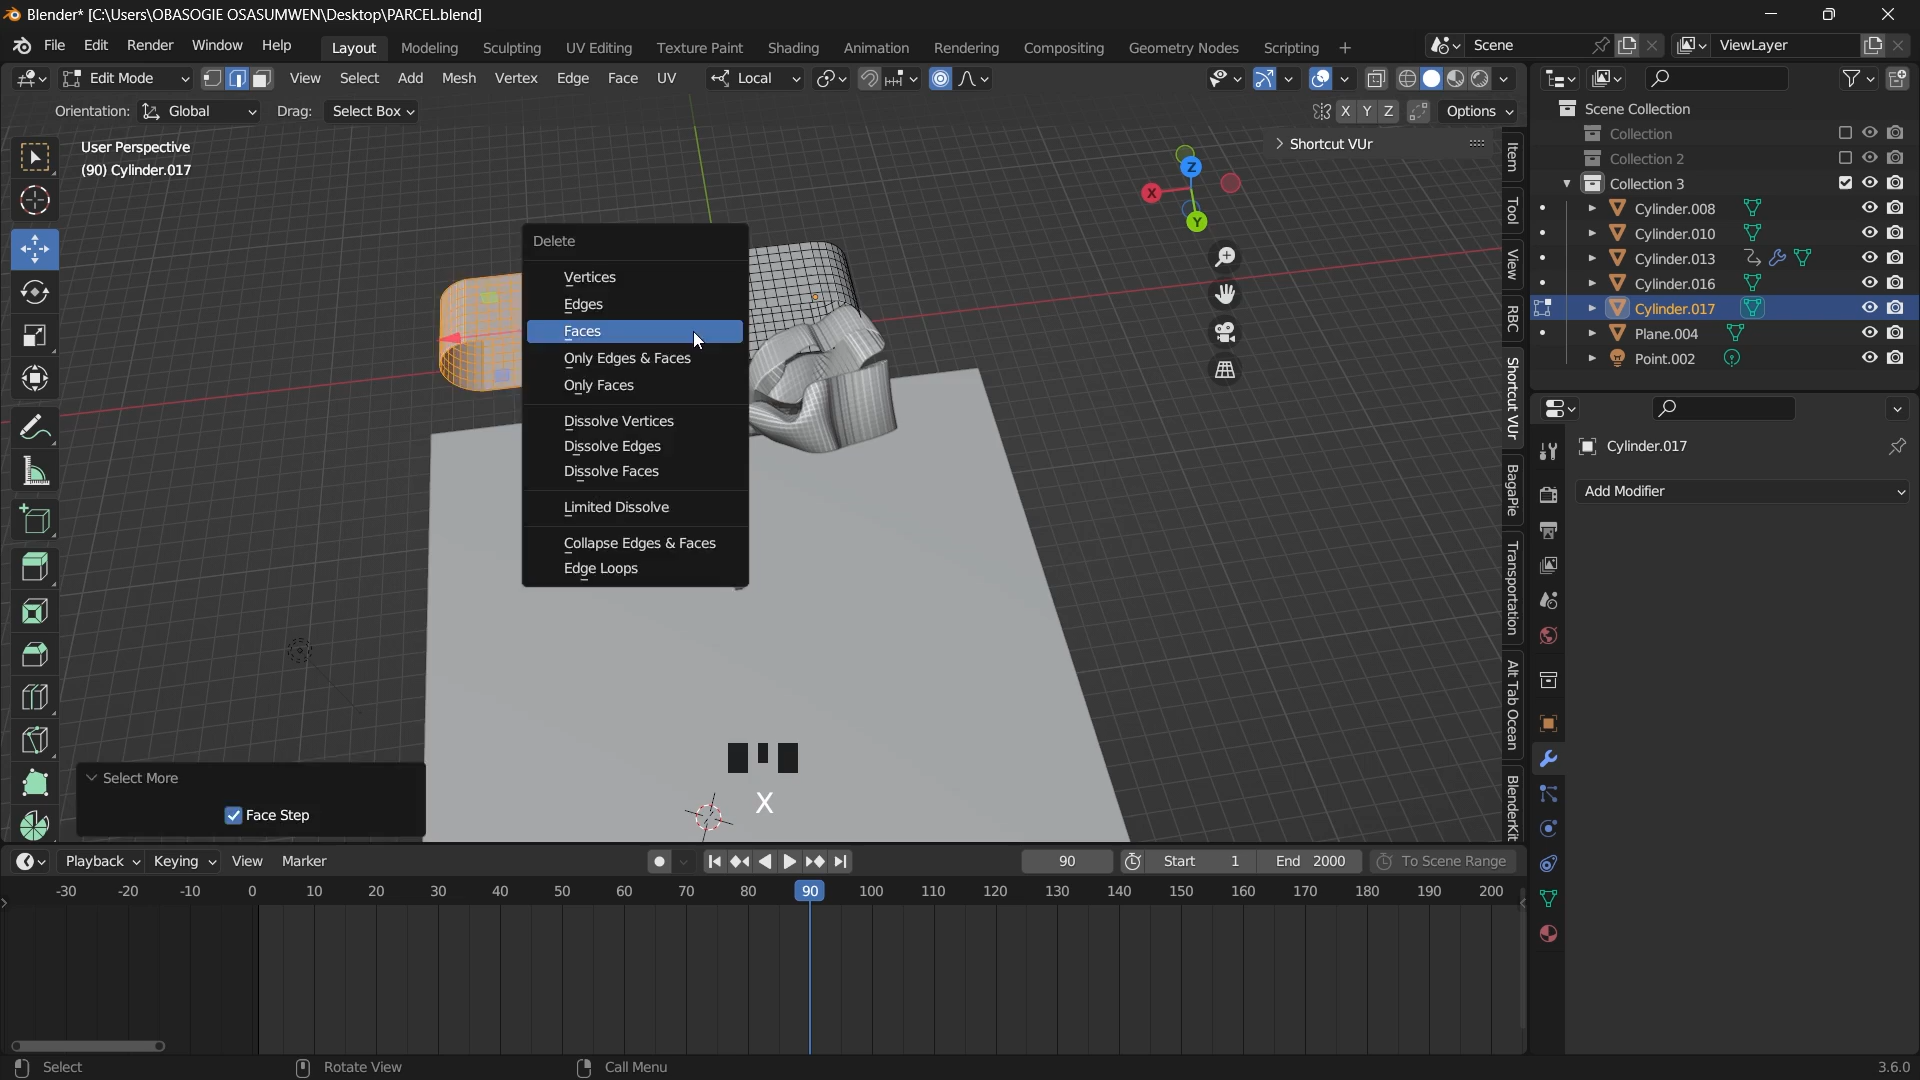 Blender* [C:\Users\OBASOGIE OSASUMWEN\Desktop\PARCEL.blend]
File Edit Render Window Help Layout Modeling Sculpting UV Editing Texture Paint Shading Animation Rendering Compositing Geometry Nodes Scripting + Scene ViewLayer
Edit Mode View Select Add Mesh Vertex Edge Face UV Local
Orientation: Global Drag: Select Box X Y Z Options
User Perspective
(90) Cylinder.017
Shortcut VUr
Z
X
Y
Item
Tool
View
RBC
Shortcut VUr
BagaPie
Transportation
Alt Tab Ocean
BlenderKit
Delete
Vertices
Edges
Faces
Only Edges & Faces
Only Faces
Dissolve Vertices
Dissolve Edges
Dissolve Faces
Limited Dissolve
Collapse Edges & Faces
Edge Loops
Select More
Face Step
X
Scene Collection
Collection
Collection 2
Collection 3
Cylinder.008
Cylinder.010
Cylinder.013
Cylinder.016
Cylinder.017
Plane.004
Point.002
Cylinder.017
Add Modifier
Playback Keying View Marker 90 Start 1 End 2000 To Scene Range
-30 -20 -10 0 10 20 30 40 50 60 70 80 90 100 110 120 130 140 150 160 170 180 190 200
Select Rotate View Call Menu 3.6.0